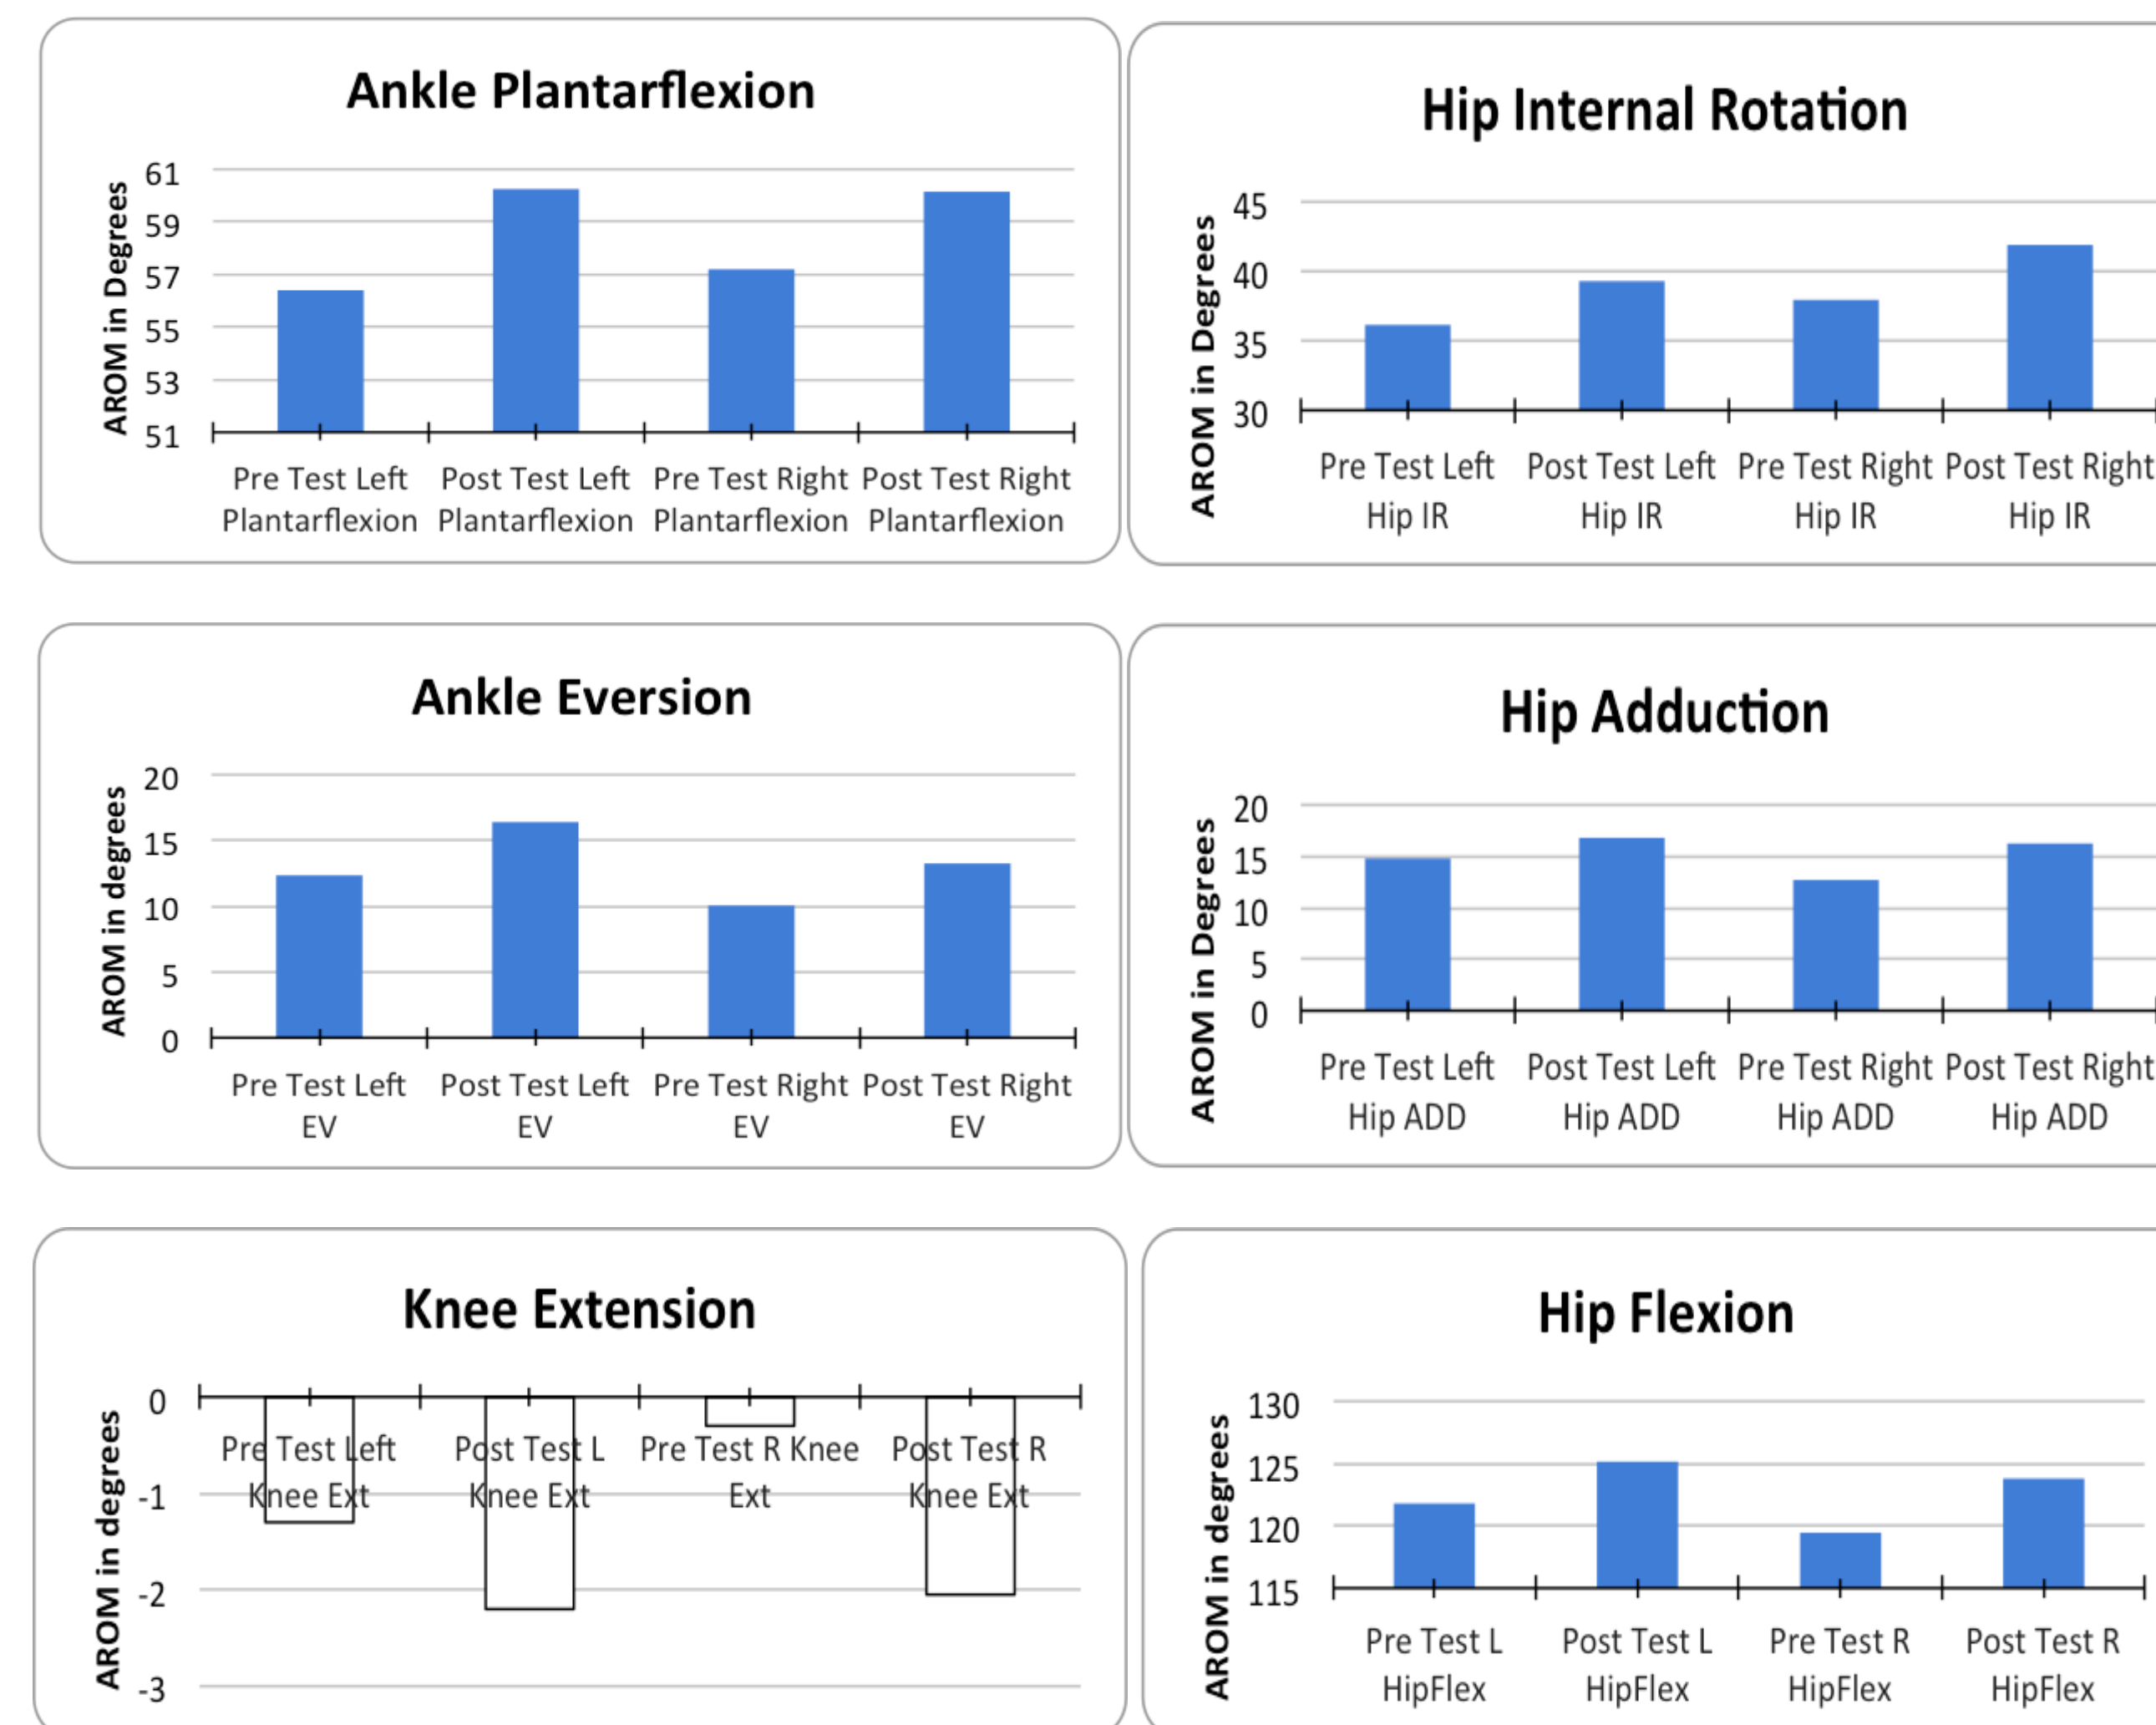 Ankle Plantarflexion
AROM in Degrees
61
59
57
55
53
51
Pre Test Left Post Test Left Pre Test Right Post Test Right
Plantarflexion Plantarflexion Plantarflexion Plantarflexion
Hip Internal Rotation
AROM in Degrees
45
40
35
30
Pre Test Left Post Test Left Pre Test Right Post Test Right
Hip IR Hip IR Hip IR Hip IR
Ankle Eversion
AROM in degrees
20
15
10
5
0
Pre Test Left Post Test Left Pre Test Right Post Test Right
EV EV EV EV
Hip Adduction
AROM in Degrees
20
15
10
5
0
Pre Test Left Post Test Left Pre Test Right Post Test Right
Hip ADD Hip ADD Hip ADD Hip ADD
Knee Extension
AROM in degrees
0
Pre Test Left Post Test L Pre Test R Knee Post Test R
Knee Ext Knee Ext Ext Knee Ext
-1
-2
-3
Hip Flexion
AROM in degrees
130
125
120
115
Pre Test L Post Test L Pre Test R Post Test R
HipFlex HipFlex HipFlex HipFlex